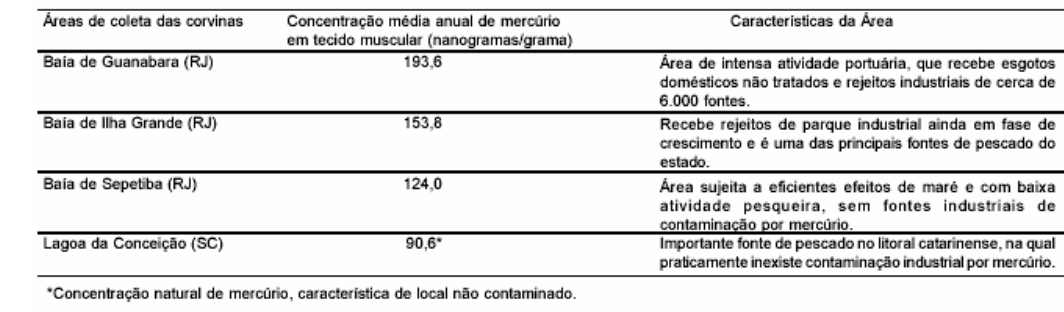 Áreas de coleta das corvinas Concentração média anual de mercúrio Características da Área
em tecido muscular (nanogramas/grama)
Baía de Guanabara (RJ) 193,6 Área de intensa atividade portuária, que recebe esgotos
domésticos não tratados e rejeitos industriais de cerca de
6.000 fontes.
Baía de Ilha Grande (RJ) 153,8 Recebe rejeitos de parque industrial ainda em fase de
crescimento e é uma das principais fontes de pescado do
estado.
Baía de Sepetiba (RJ) 124,0 Área sujeita a eficientes efeitos de maré e com baixa
atividade pesqueira, sem fontes industriais de
contaminação por mercúrio.
Lagoa da Conceição (SC) 90,6* Importante fonte de pescado no litoral catarinense, na qual
praticamente inexiste contaminação industrial por mercúrio.
*Concentração natural de mercúrio, característica de local não contaminado.